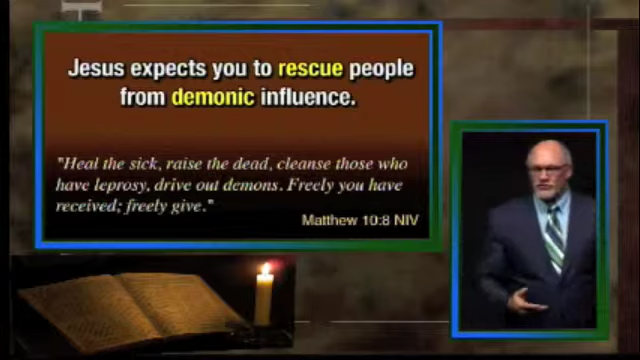 Jesus expects you to rescue people
from demonic influence.
"Heal the sick, raise the dead, cleanse those who
have leprosy, drive out demons. Freely you have
received; freely give."
Matthew 10:8 NIV